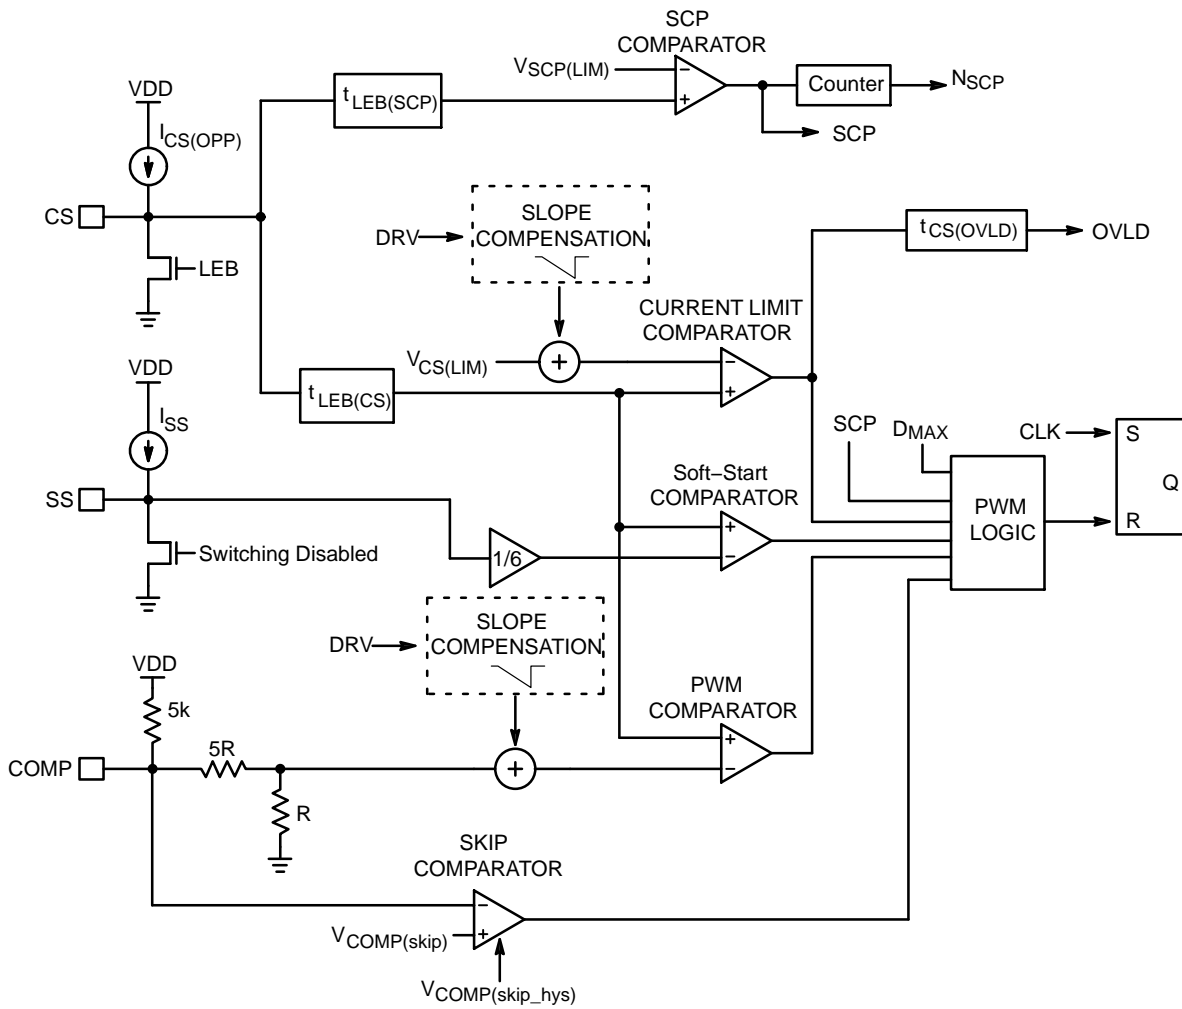 SCP
COMPARATOR
VSCP(LIM)
−
+
Counter
NSCP
SCP
VDD
tLEB(SCP)
ICS(OPP)
CS
LEB
DRV
SLOPE
COMPENSATION
tCS(OVLD)
OVLD
CURRENT LIMIT
COMPARATOR
VCS(LIM)
+
−
+
tLEB(CS)
VDD
ISS
SS
Switching Disabled
1/6
Soft−Start
COMPARATOR
+
−
SCP
DMAX
CLK
S
Q
R
PWM
LOGIC
DRV
SLOPE
COMPENSATION
VDD
5k
COMP
5R
R
+
PWM
COMPARATOR
+
−
SKIP
COMPARATOR
−
+
VCOMP(skip)
VCOMP(skip_hys)